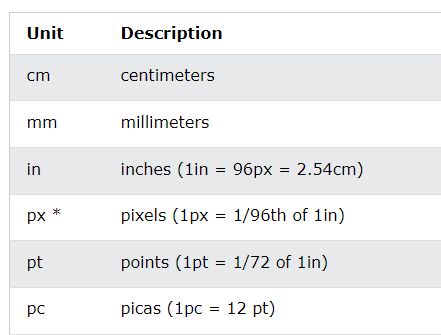 Unit Description
cm centimeters
mm millimeters
in inches (1in = 96px = 2.54cm)
px * pixels (1px = 1/96th of 1in)
pt points (1pt = 1/72 of 1in)
pc picas (1pc = 12 pt)